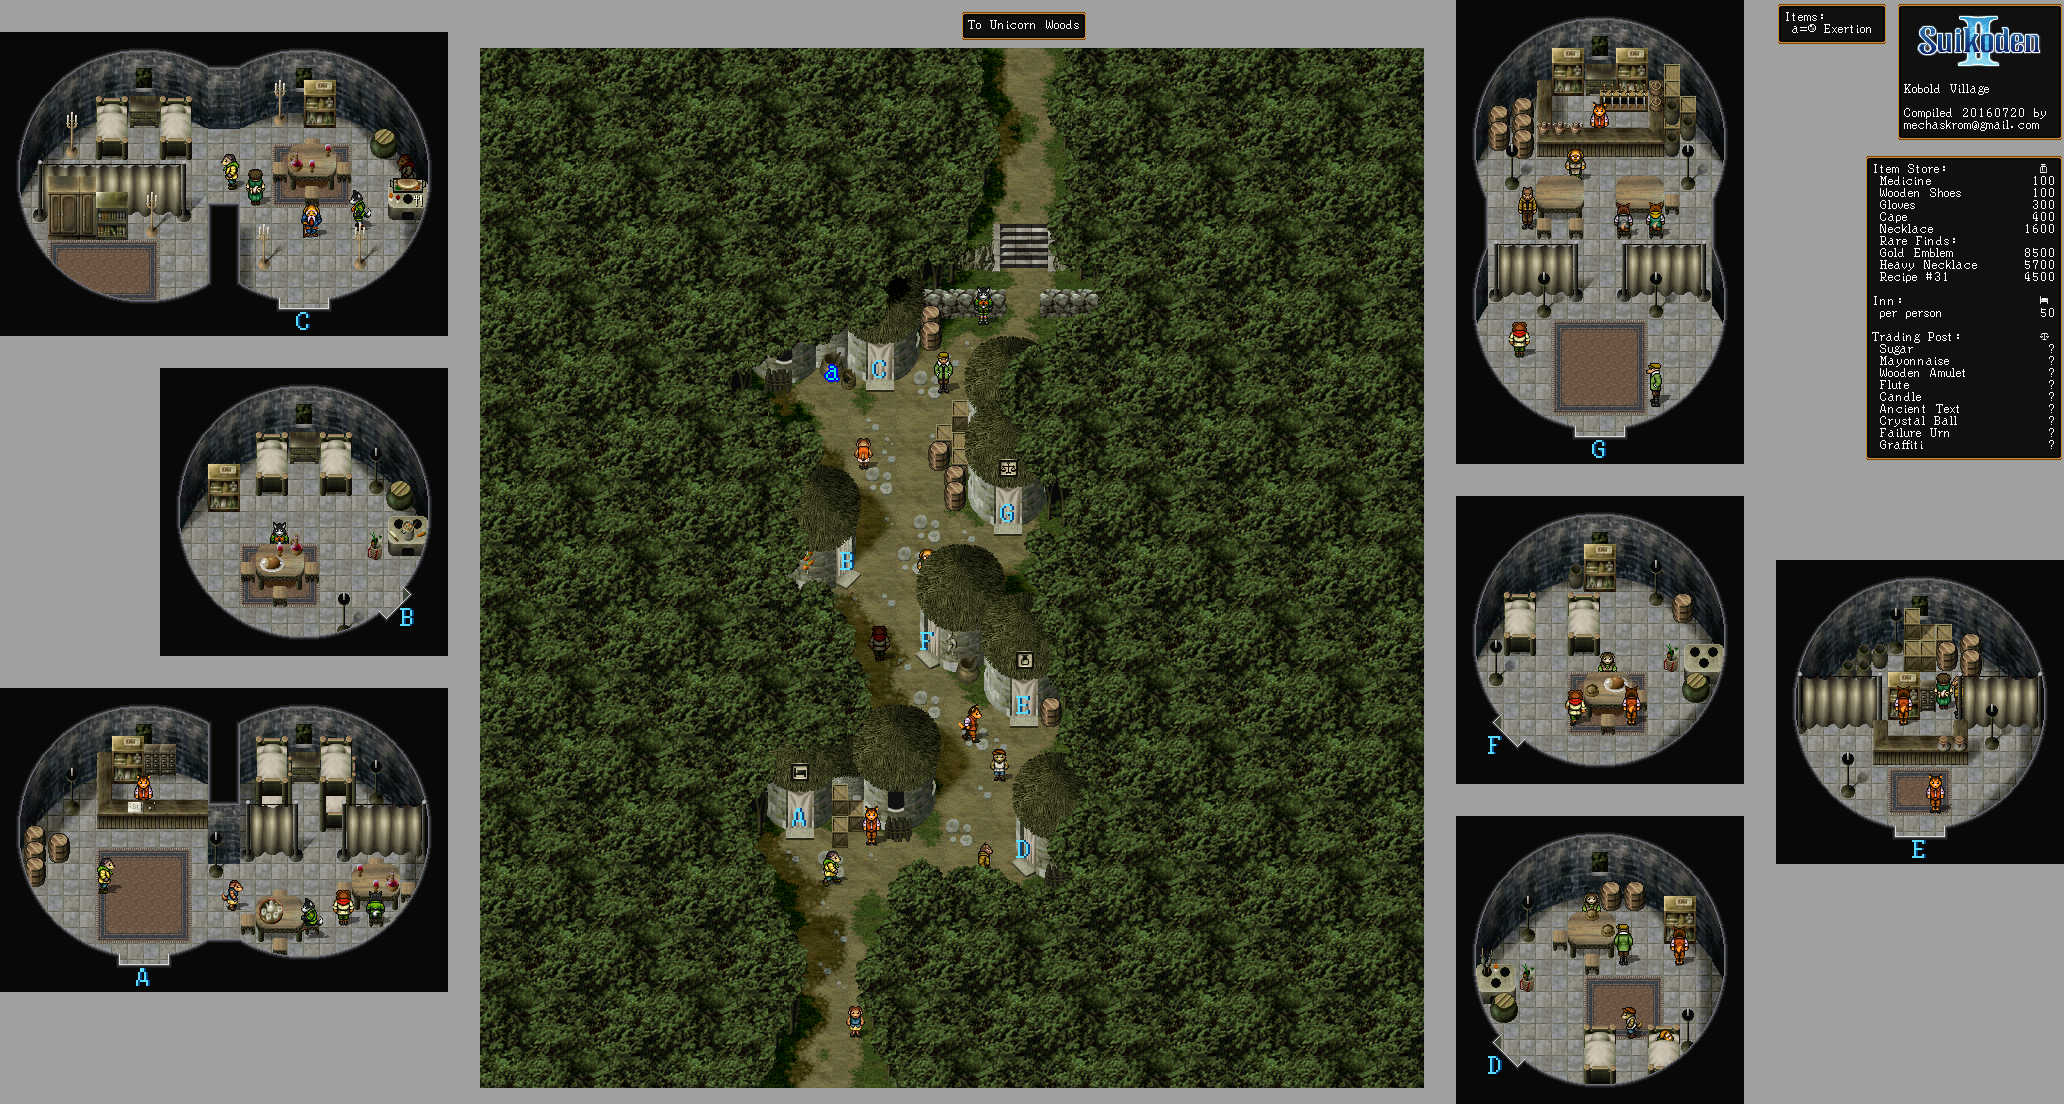 To Unicorn Woods
Items:
a= Exertion
Suikoden II
Kobold Village
Compiled 20160720 by
mechaskrom@gmail.com
Item Store:
Medicine 100
Wooden Shoes 100
Gloves 300
Cape 400
Necklace 1600
Rare Finds:
Gold Emblem 8500
Heavy Necklace 5700
Recipe #31 4500
Inn:
per person 50
Trading Post:
Sugar ?
Mayonnaise ?
Wooden Amulet ?
Flute ?
Candle ?
Ancient Text ?
Crystal Ball ?
Failure Urn ?
Graffiti ?
C
B
A
a
C
G
B
F
E
A
D
G
F
E
D